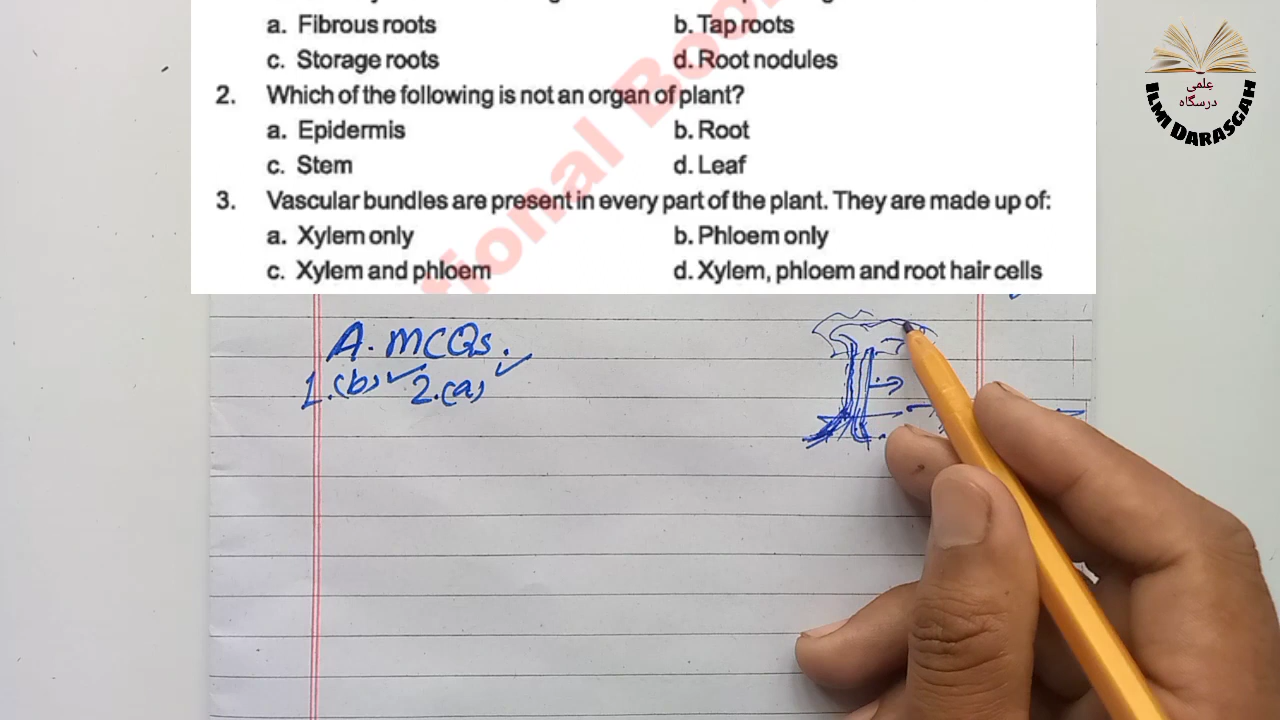 a. Fibrous roots b. Tap roots
c. Storage roots d. Root nodules
2. Which of the following is not an organ of plant?
a. Epidermis b. Root
c. Stem d. Leaf
3. Vascular bundles are present in every part of the plant. They are made up of:
a. Xylem only b. Phloem only
c. Xylem and phloem d. Xylem, phloem and root hair cells
علمی
درسگاه
ILMI DARASGAH
A. MCQs.
1.(b) ✓ 2.(a) ✓